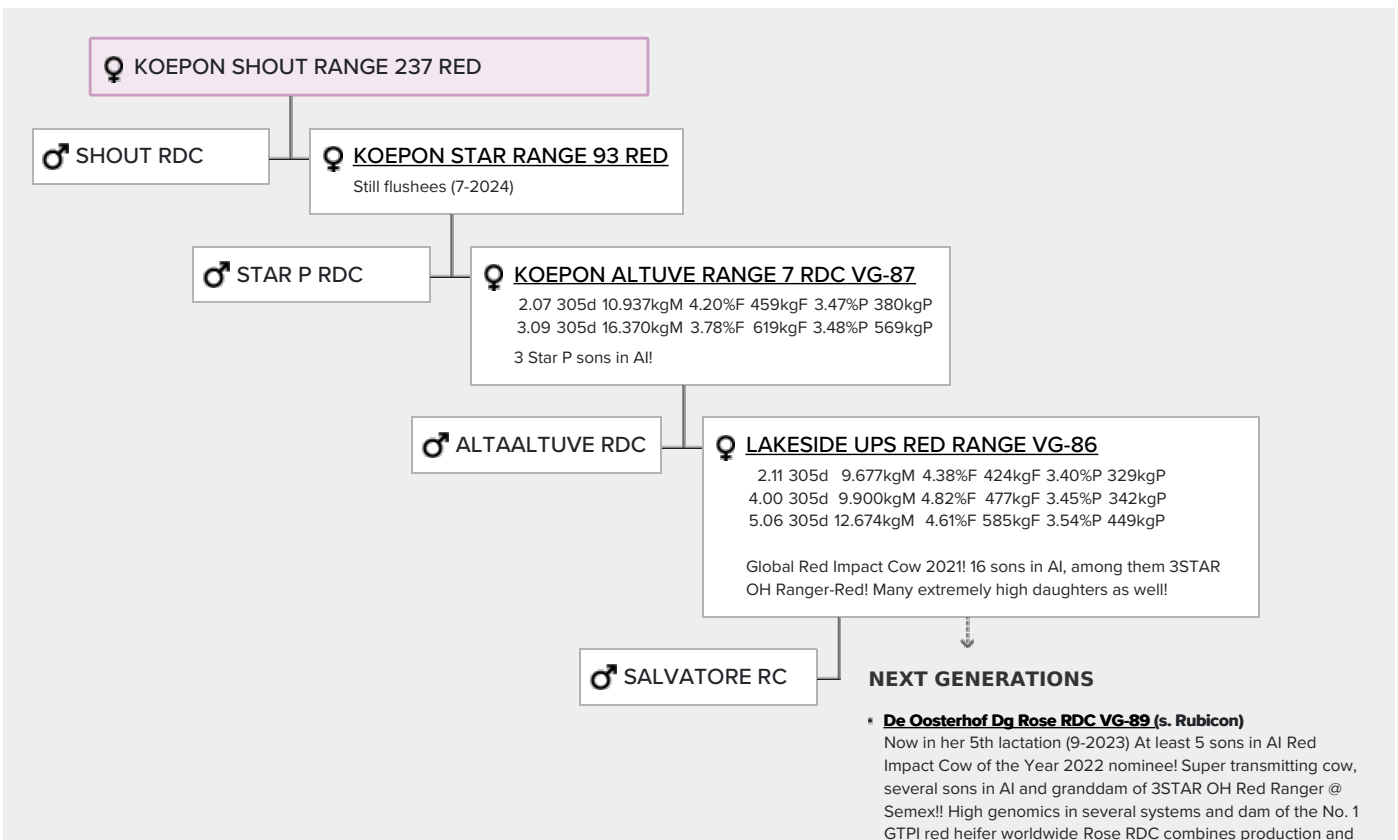 KOEPON SHOUT RANGE 237 RED
SHOUT RDC
KOEPON STAR RANGE 93 RED
Still flushees (7-2024)
STAR P RDC
KOEPON ALTUVE RANGE 7 RDC VG-87
2.07 305d 10.937kgM 4.20%F 459kgF 3.47%P 380kgP
3.09 305d 16.370kgM 3.78%F 619kgF 3.48%P 569kgP
3 Star P sons in AI!
ALTAALTUVE RDC
LAKESIDE UPS RED RANGE VG-86
2.11 305d 9.677kgM 4.38%F 424kgF 3.40%P 329kgP
4.00 305d 9.900kgM 4.82%F 477kgF 3.45%P 342kgP
5.06 305d 12.674kgM 4.61%F 585kgF 3.54%P 449kgP
Global Red Impact Cow 2021! 16 sons in AI, among them 3STAR
OH Ranger-Red! Many extremely high daughters as well!
SALVATORE RC
NEXT GENERATIONS
De Oosterhof Dg Rose RDC VG-89 (s. Rubicon)
Now in her 5th lactation (9-2023) At least 5 sons in AI Red
Impact Cow of the Year 2022 nominee! Super transmitting cow,
several sons in AI and granddam of 3STAR OH Red Ranger @
Semex!! High genomics in several systems and dam of the No. 1
GTPI red heifer worldwide Rose RDC combines production and